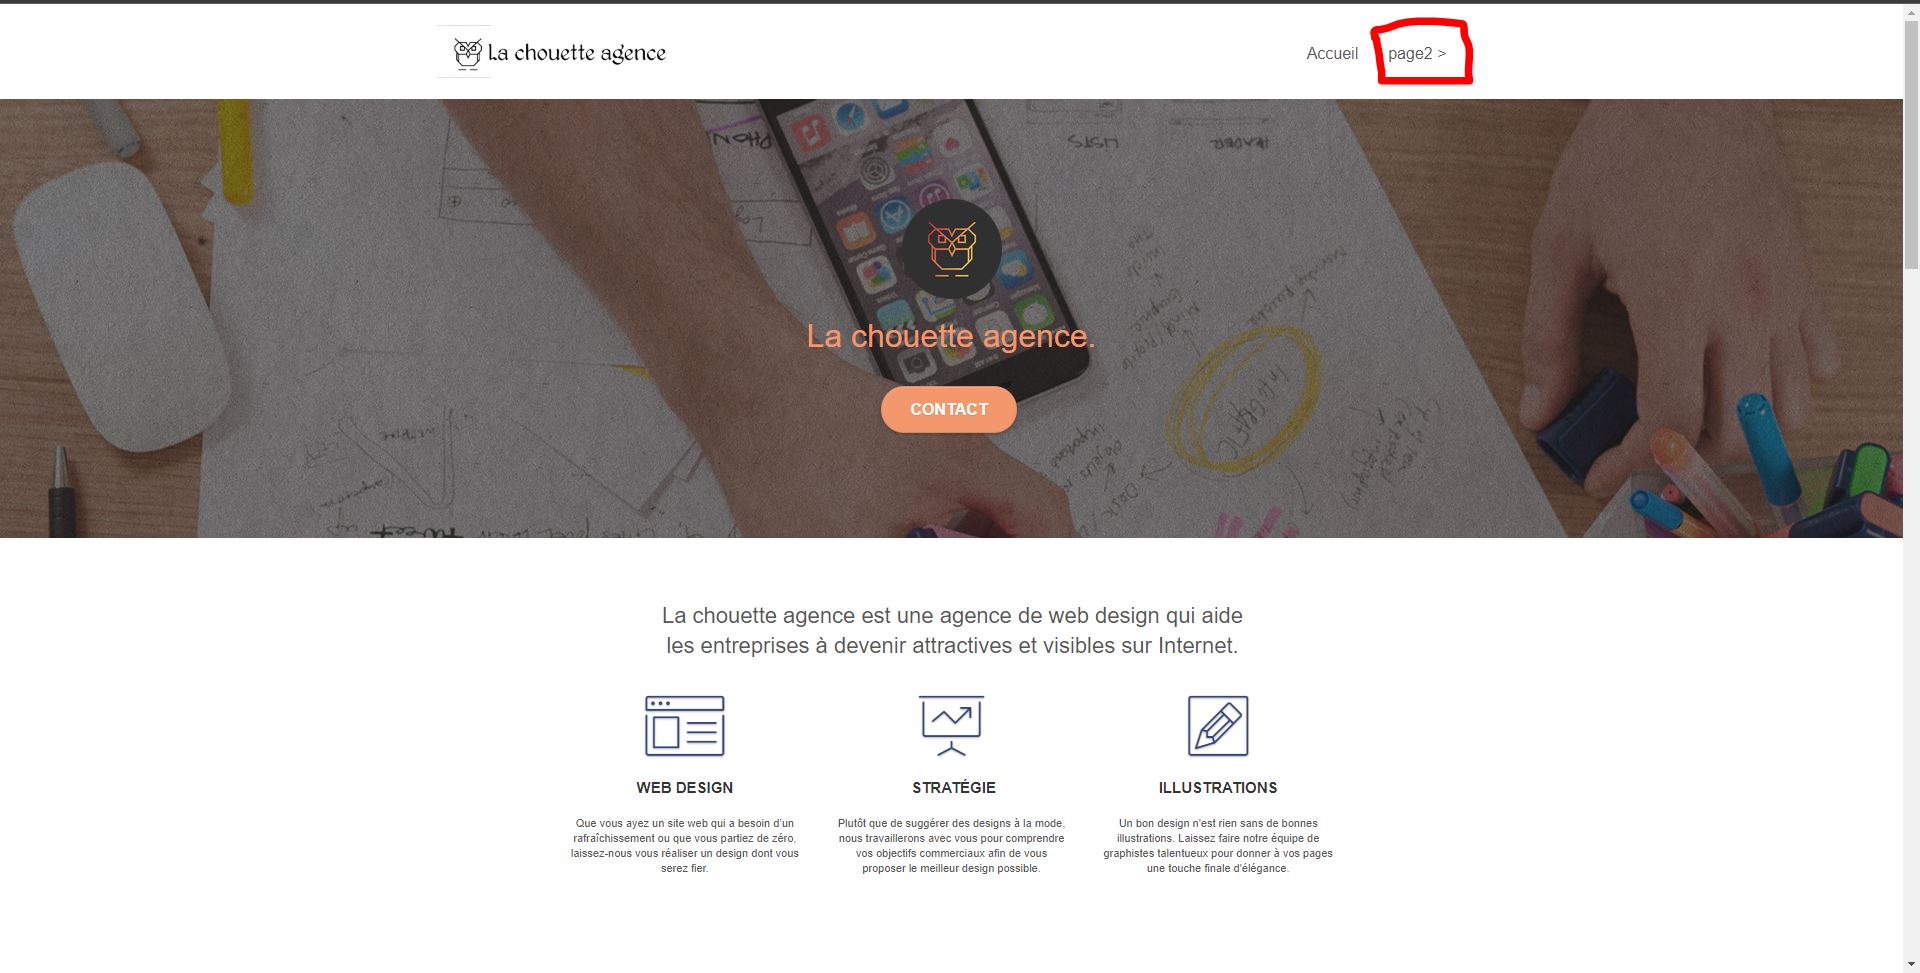 La chouette agence
Accueil
page2 >
PHON
LISTS
HEADER
La chouette agence.
CONTACT
La chouette agence est une agence de web design qui aide
les entreprises à devenir attractives et visibles sur Internet.
WEB DESIGN
Que vous ayez un site web qui a besoin d'un
rafraîchissement ou que vous partiez de zéro,
laissez-nous vous réaliser un design dont vous
serez fier.
STRATÉGIE
Plutôt que de suggérer des designs à la mode,
nous travaillerons avec vous pour comprendre
vos objectifs commerciaux afin de vous
proposer le meilleur design possible.
ILLUSTRATIONS
Un bon design n'est rien sans de bonnes
illustrations. Laissez faire notre équipe de
graphistes talentueux pour donner à vos pages
une touche finale d'élégance.